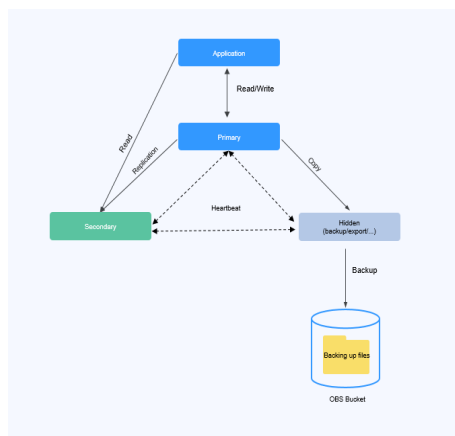 Application
Read/Write
Primary
Read
Replication
Copy
Heartbeat
Secondary
Hidden
(backup/export/...)
Backup
Backing up files
OBS Bucket